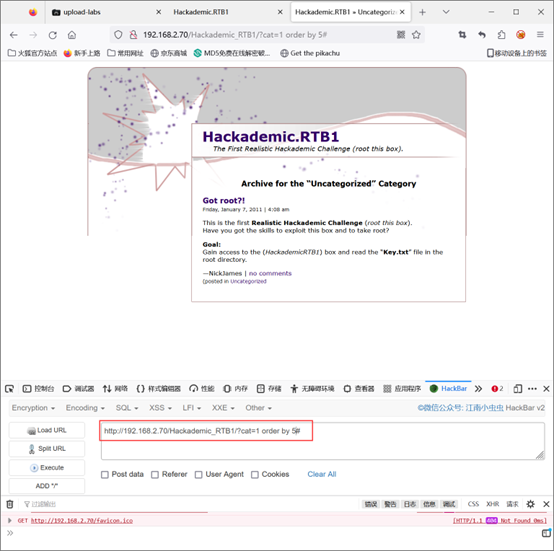 upload-labs
Hackademic.RTB1
Hackademic.RTB1 » Uncategoriz
192.168.2.70/Hackademic_RTB1/?cat=1 order by 5#
火狐官方站点 新手上路 常用网址 京东商城 MD5免费在线解密破... Get the pikachu 移动设备上的书签
Hackademic.RTB1
The First Realistic Hackademic Challenge (root this box).
Archive for the “Uncategorized” Category
Got root?!
Friday, January 7, 2011 | 4:08 am
This is the first Realistic Hackademic Challenge (root this box).
Have you got the skills to exploit this box and to take root?
Goal:
Gain access to the (HackademicRTB1) box and read the “Key.txt” file in
root directory.
—NickJames | no comments
(posted in Uncategorized
控制台 调试器 网络 样式编辑器 性能 内存 存储 无障碍环境 查看器 应用程序 HackBar 2
Encryption Encoding SQL XSS LFI XXE Other ©微信公众号: 江南小虫虫 HackBar v2
Load URL
http://192.168.2.70/Hackademic_RTB1/?cat=1 order by 5#
Split URL
Execute
Post data Referer User Agent Cookies Clear All
ADD "/"
过滤输出 错误 警告 日志 信息 调试 CSS XHR 请求
GET http://192.168.2.70/favicon.ico [HTTP/1.1 404 Not Found 0ms]